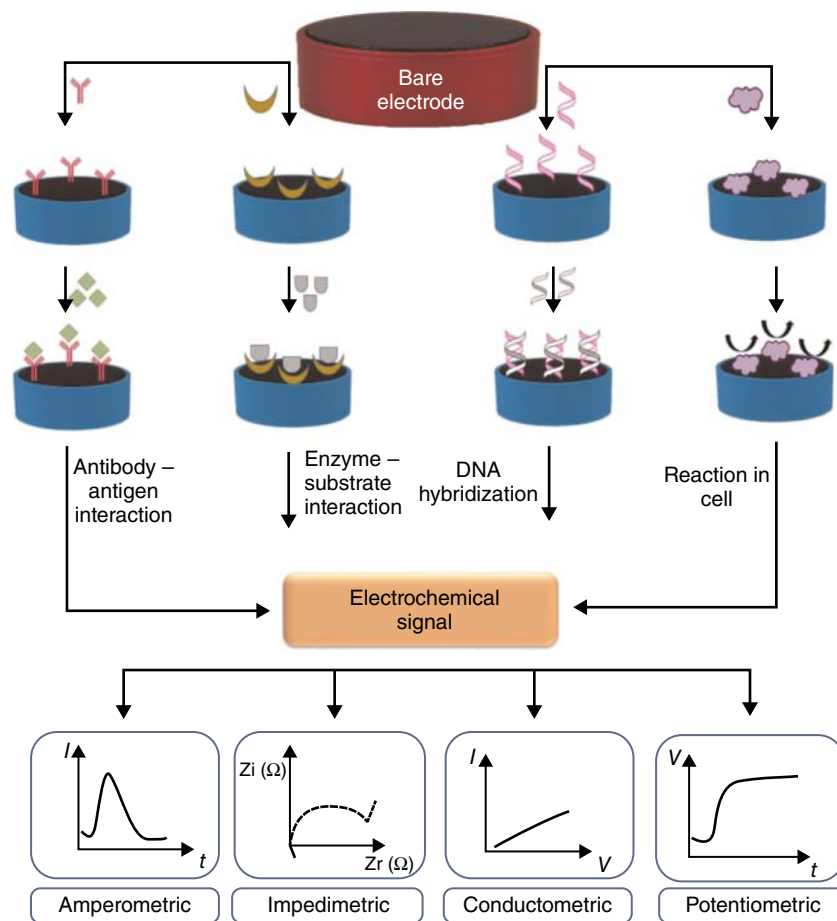 Bare
electrode
Antibody –
antigen
interaction
Enzyme –
substrate
interaction
DNA
hybridization
Reaction in
cell
Electrochemical
signal
I
t
Zi (Ω)
Zr (Ω)
I
V
V
t
Amperometric
Impedimetric
Conductometric
Potentiometric